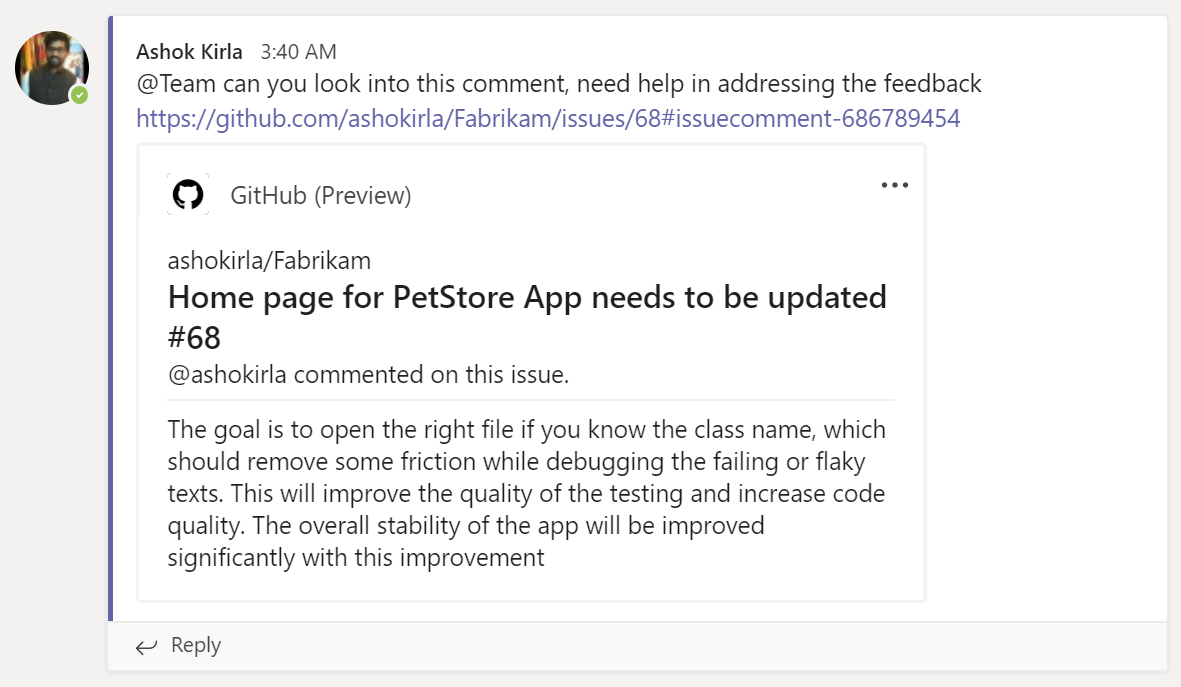 Ashok Kirla 3:40 AM
@Team can you look into this comment, need help in addressing the feedback
https://github.com/ashokirla/Fabrikam/issues/68#issuecomment-686789454
GitHub (Preview)
ashokirla/Fabrikam
Home page for PetStore App needs to be updated
#68
@ashokirla commented on this issue.
The goal is to open the right file if you know the class name, which
should remove some friction while debugging the failing or flaky
texts. This will improve the quality of the testing and increase code
quality. The overall stability of the app will be improved
significantly with this improvement
Reply